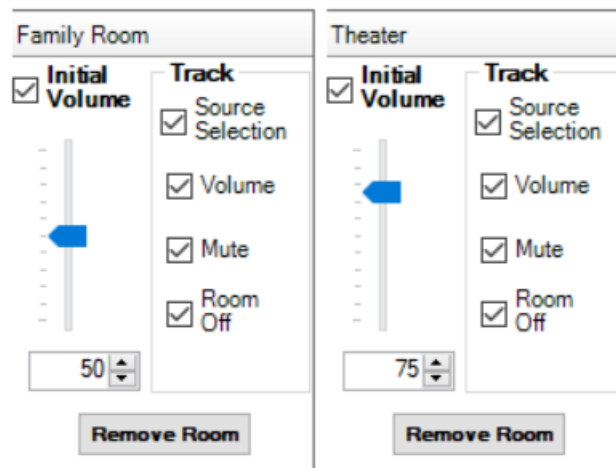 Family Room
Initial
Volume
Track
Source
Selection
Volume
Mute
Room
Off
50
Remove Room
Theater
Initial
Volume
Track
Source
Selection
Volume
Mute
Room
Off
75
Remove Room